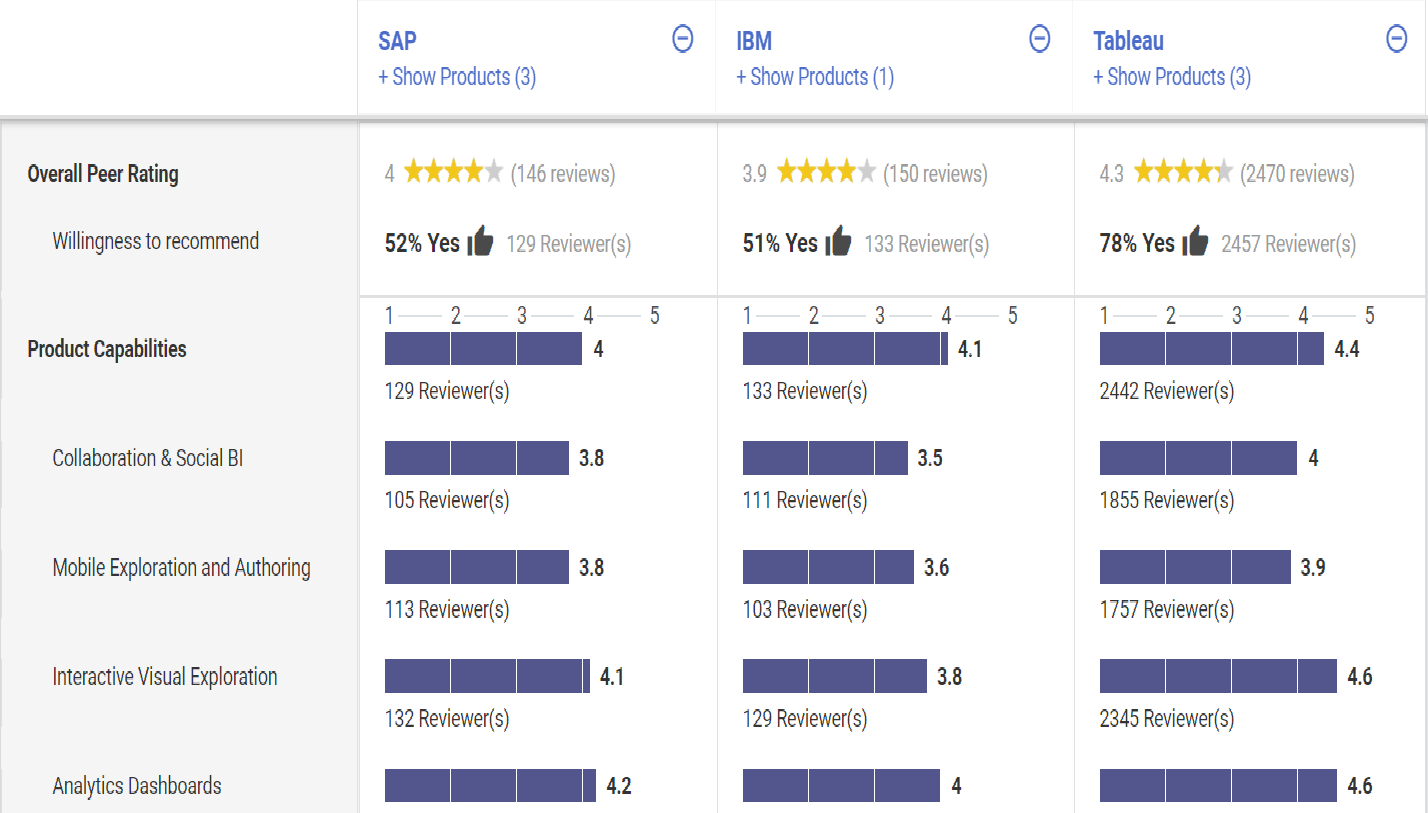 SAP
+ Show Products (3)
IBM
+ Show Products (1)
Tableau
+ Show Products (3)
Overall Peer Rating
4 (146 reviews)
3.9 (150 reviews)
4.3 (2470 reviews)
Willingness to recommend
52% Yes 129 Reviewer(s)
51% Yes 133 Reviewer(s)
78% Yes 2457 Reviewer(s)
1 2 3 4 5
1 2 3 4 5
1 2 3 4 5
Product Capabilities
4
4.1
4.4
129 Reviewer(s)
133 Reviewer(s)
2442 Reviewer(s)
Collaboration & Social BI
3.8
3.5
4
105 Reviewer(s)
111 Reviewer(s)
1855 Reviewer(s)
Mobile Exploration and Authoring
3.8
3.6
3.9
113 Reviewer(s)
103 Reviewer(s)
1757 Reviewer(s)
Interactive Visual Exploration
4.1
3.8
4.6
132 Reviewer(s)
129 Reviewer(s)
2345 Reviewer(s)
Analytics Dashboards
4.2
4
4.6